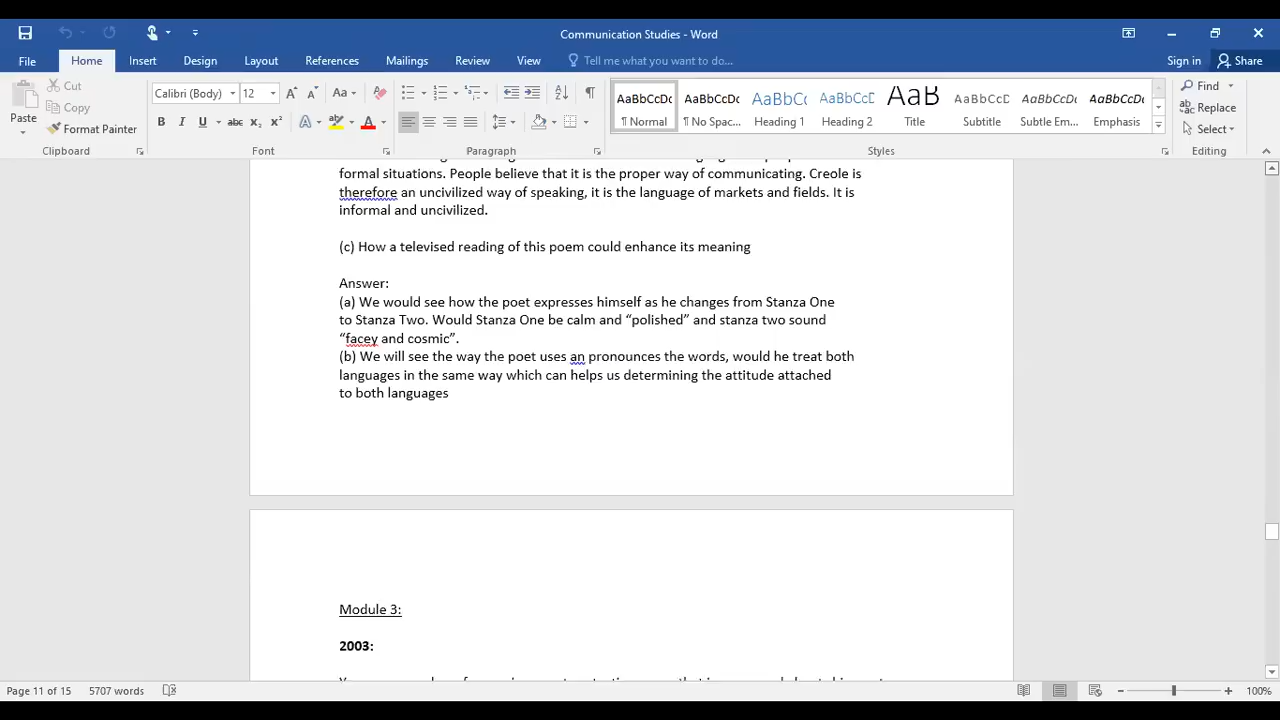 Communication Studies - Word
File
Home
Insert
Design
Layout
References
Mailings
Review
View
Tell me what you want to do...
Sign in
Share
Paste
Cut
Copy
Format Painter
Clipboard
Calibri (Body)
12
Font
Paragraph
AaBbCcDc
¶ Normal
AaBbCcDc
¶ No Spac...
AaBbCc
Heading 1
AaBbCcD
Heading 2
AaB
Title
AaBbCcD
Subtitle
AaBbCcDc
Subtle Em...
AaBbCcDc
Emphasis
Styles
Find
Replace
Select
Editing
formal situations. People believe that it is the proper way of communicating. Creole is
therefore an uncivilized way of speaking, it is the language of markets and fields. It is
informal and uncivilized.
(c) How a televised reading of this poem could enhance its meaning
Answer:
(a) We would see how the poet expresses himself as he changes from Stanza One
to Stanza Two. Would Stanza One be calm and “polished” and stanza two sound
“facey and cosmic”.
(b) We will see the way the poet uses an pronounces the words, would he treat both
languages in the same way which can helps us determining the attitude attached
to both languages
Module 3:
2003:
Page 11 of 15
5707 words
100%